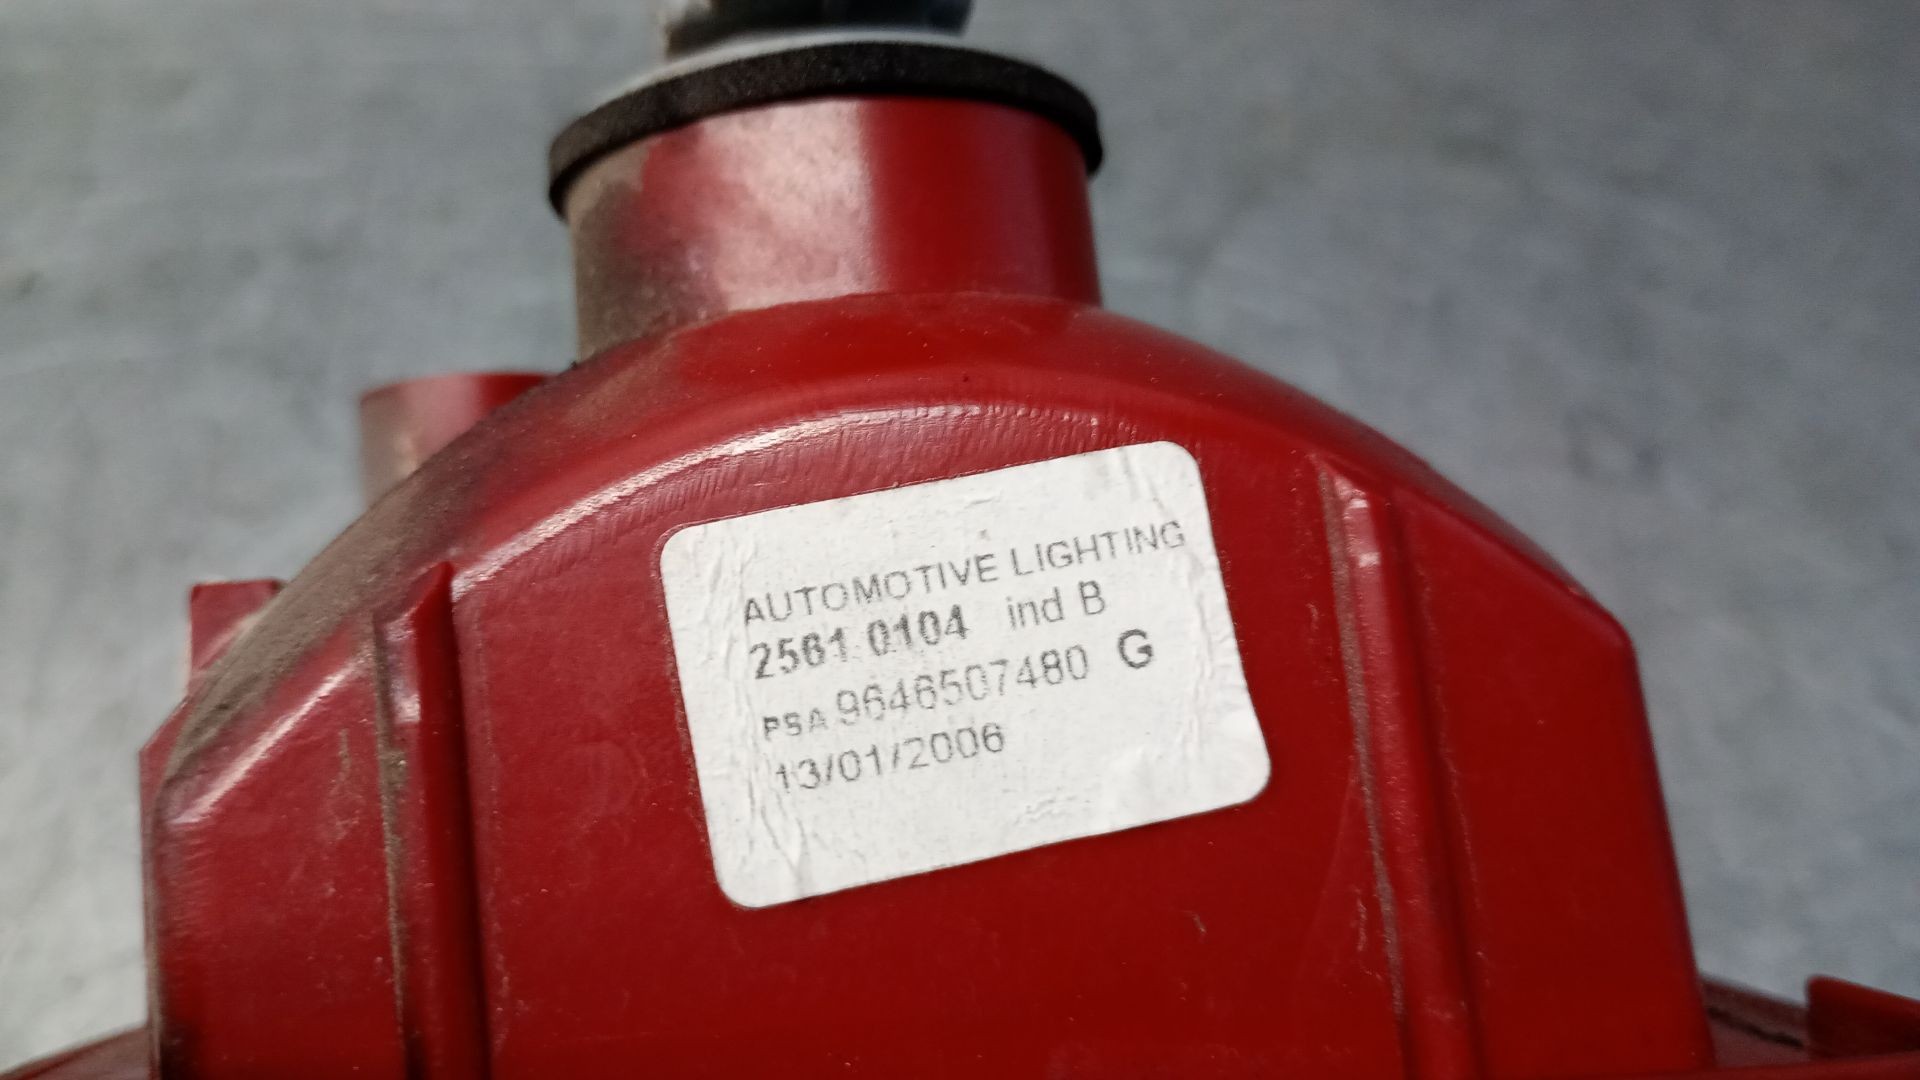 AUTOMOTIVE LIGHTING
2561 0104 ind B
PSA 9646507480 G
13/01/2006